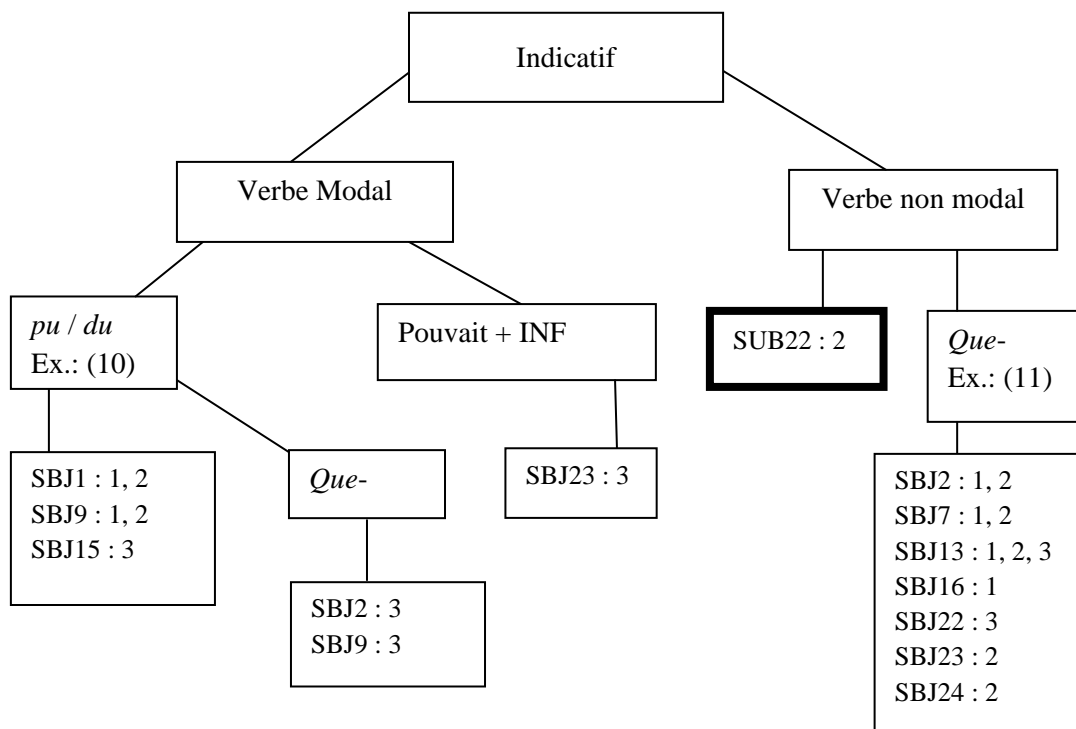 Indicatif
Verbe Modal
Verbe non modal
pu / du
Ex.: (10)
Pouvait + INF
SUB22 : 2
Que-
Ex.: (11)
SBJ1 : 1, 2
SBJ9 : 1, 2
SBJ15 : 3
Que-
SBJ23 : 3
SBJ2 : 3
SBJ9 : 3
SBJ2 : 1, 2
SBJ7 : 1, 2
SBJ13 : 1, 2, 3
SBJ16 : 1
SBJ22 : 3
SBJ23 : 2
SBJ24 : 2